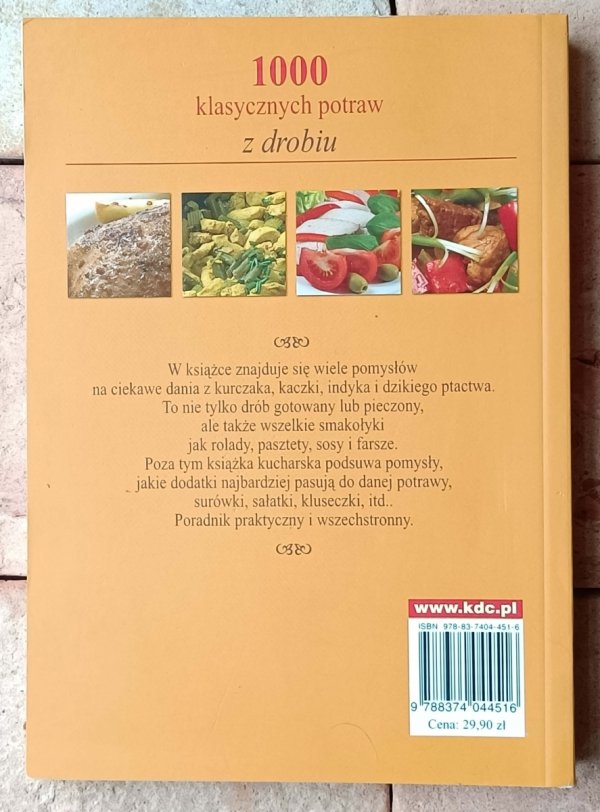 1000
klasycznych potraw
z drobiu
W książce znajduje się wiele pomysłów
na ciekawe dania z kurczaka, kaczki, indyka i dzikiego ptactwa.
To nie tylko drób gotowany lub pieczony,
ale także wszelkie smakołyki
jak rolady, pasztety, sosy i farsze.
Poza tym książka kucharska podsuwa pomysły,
jakie dodatki najbardziej pasują do danej potrawy,
surówki, sałatki, kluseczki, itd..
Poradnik praktyczny i wszechstronny.
www.kdc.pl
ISBN 978-83-7404-451-6
9 788374 044516
Cena: 29,90 zł